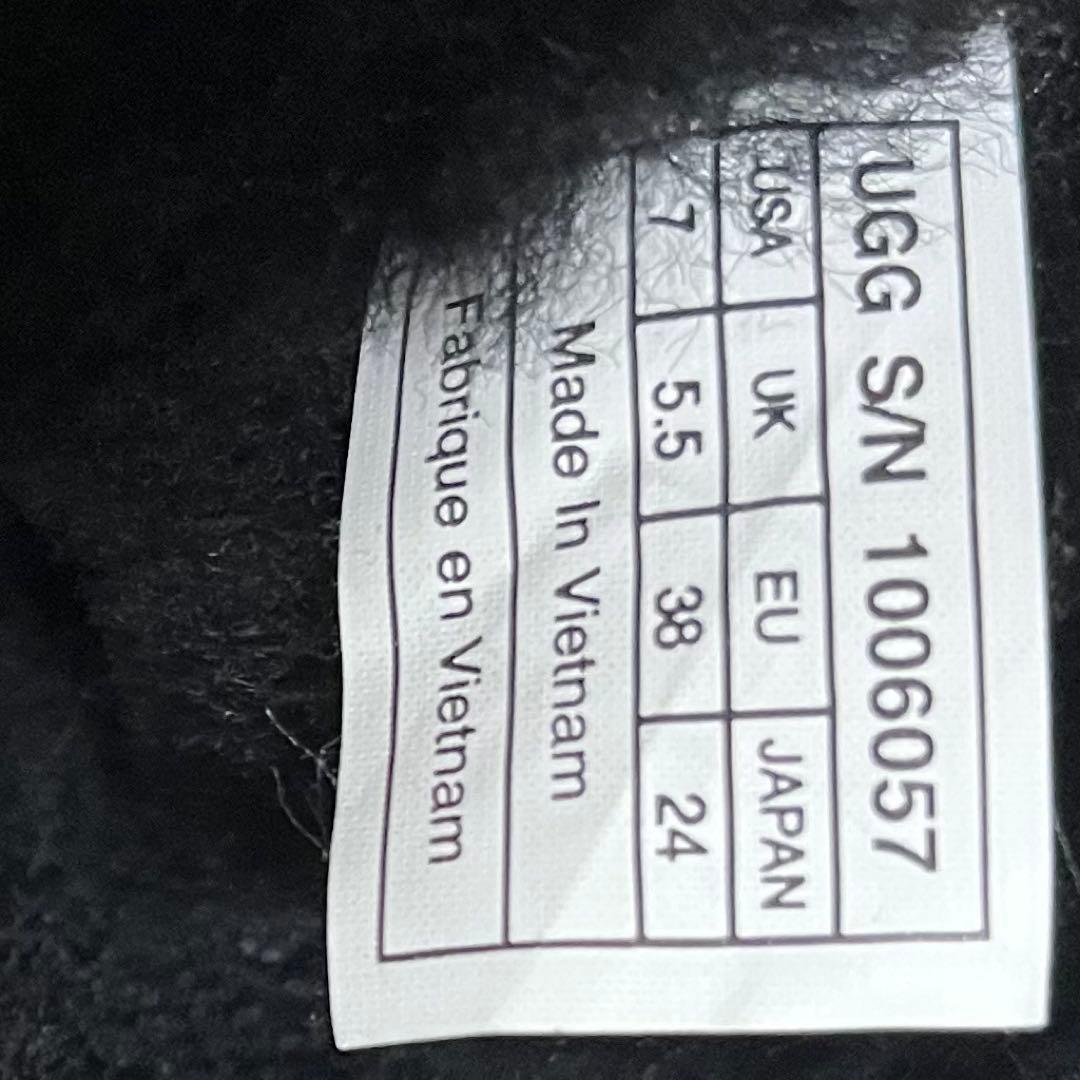 UGG S/N 1006057
USA UK EU JAPAN
7 5.5 38 24
Made In Vietnam
Fabrique en Vietnam